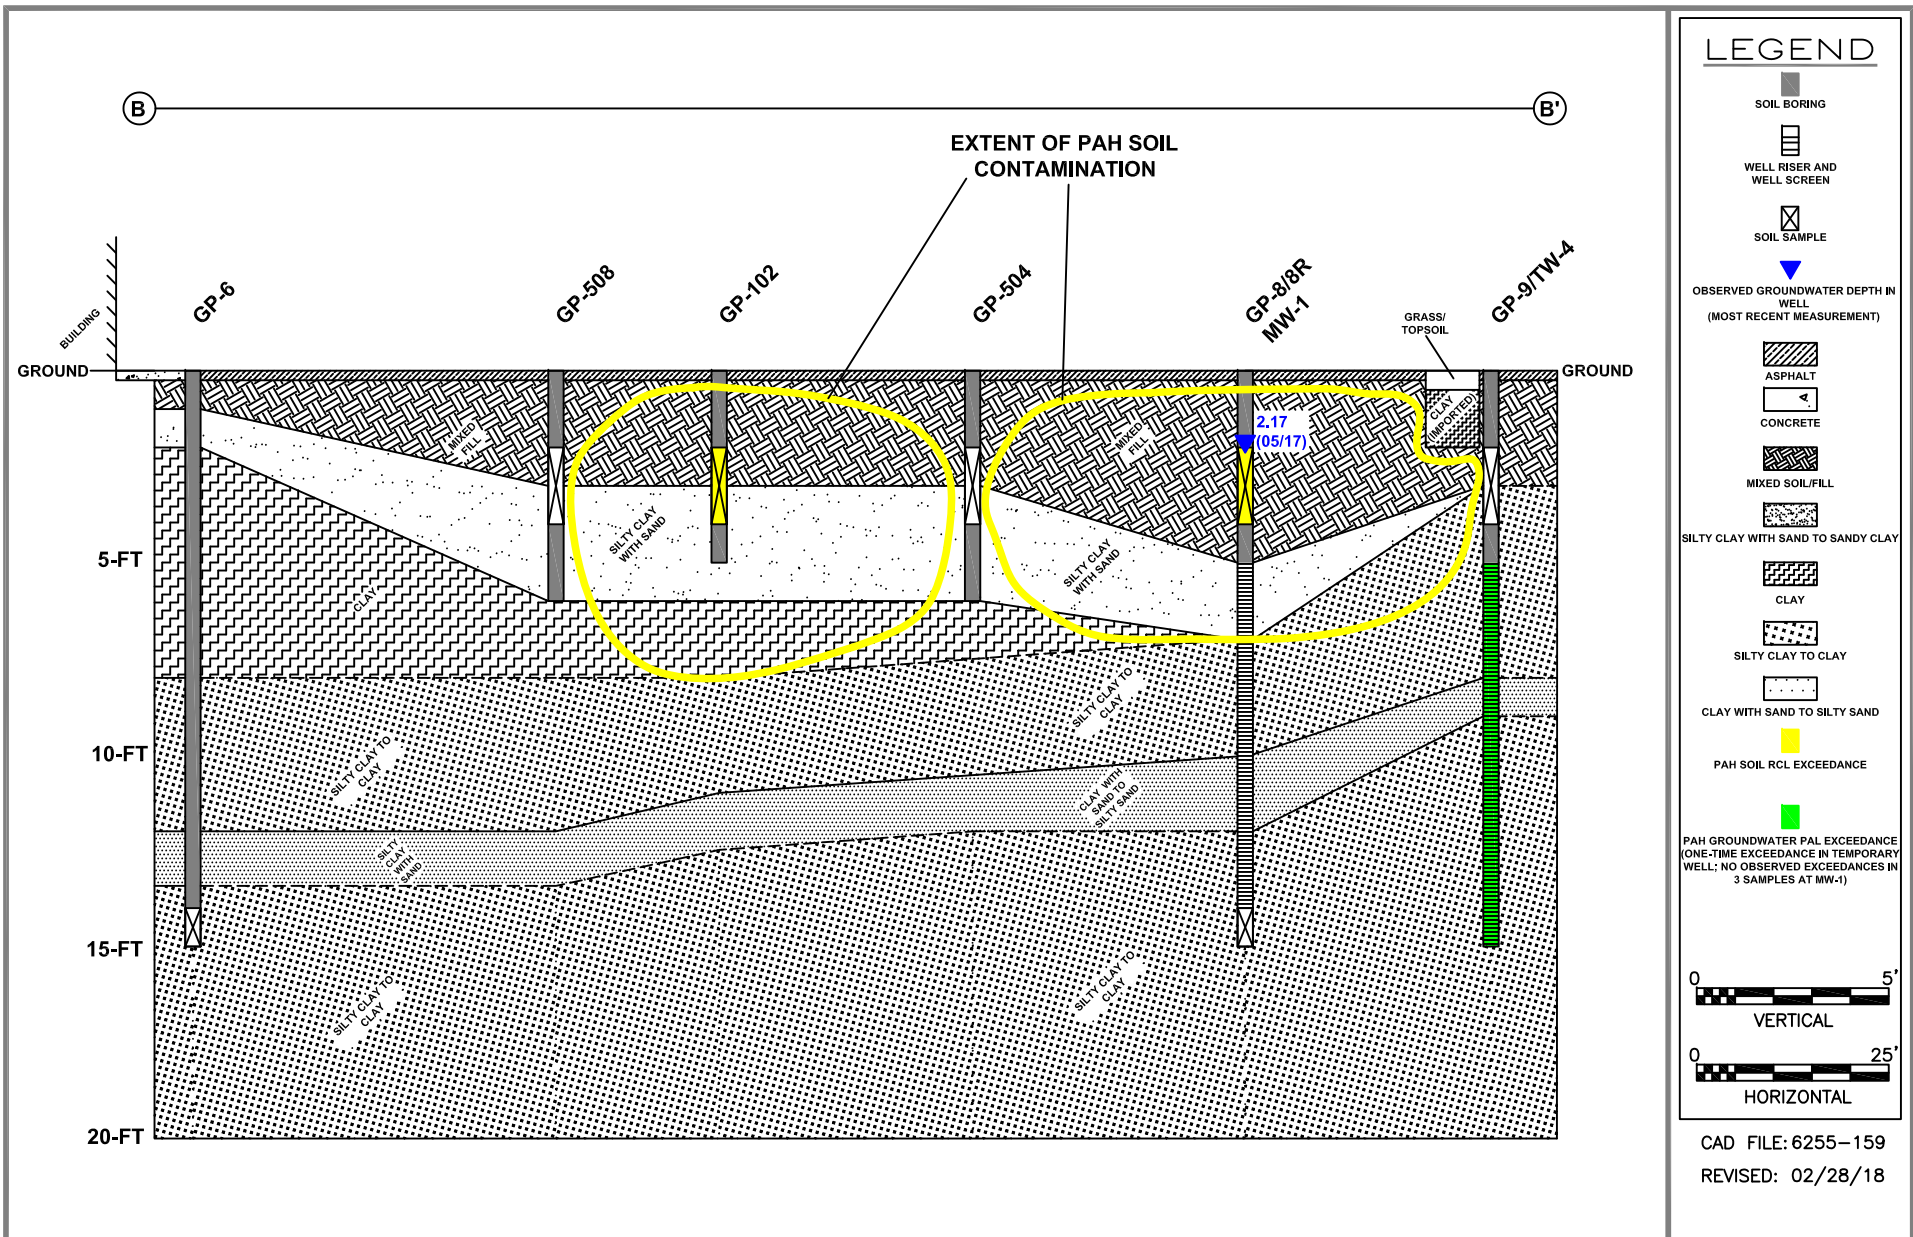 B
B'
EXTENT OF PAH SOIL
CONTAMINATION
BUILDING
GP-6
GP-508
GP-102
GP-504
GP-8/8R
MW-1
GRASS/
TOPSOIL
GP-9/TW-4
GROUND
GROUND
MIXED
FILL
MIXED
FILL
2.17
(05/17)
CLAY
(IMPORTED)
SILTY CLAY
WITH SAND
SILTY CLAY
WITH SAND
5-FT
CLAY
SILTY CLAY TO
CLAY
10-FT
SILTY CLAY TO
CLAY
CLAY WITH
SAND TO
SILTY SAND
SILTY
CLAY
WITH
SAND
15-FT
SILTY CLAY TO
CLAY
SILTY CLAY TO
CLAY
20-FT
LEGEND
SOIL BORING
WELL RISER AND
WELL SCREEN
SOIL SAMPLE
OBSERVED GROUNDWATER DEPTH IN
WELL
(MOST RECENT MEASUREMENT)
ASPHALT
CONCRETE
MIXED SOIL/FILL
SILTY CLAY WITH SAND TO SANDY CLAY
CLAY
SILTY CLAY TO CLAY
CLAY WITH SAND TO SILTY SAND
PAH SOIL RCL EXCEEDANCE
PAH GROUNDWATER PAL EXCEEDANCE
(ONE-TIME EXCEEDANCE IN TEMPORARY
WELL; NO OBSERVED EXCEEDANCES IN
3 SAMPLES AT MW-1)
0 5'
VERTICAL
0 25'
HORIZONTAL
CAD FILE: 6255-159
REVISED: 02/28/18